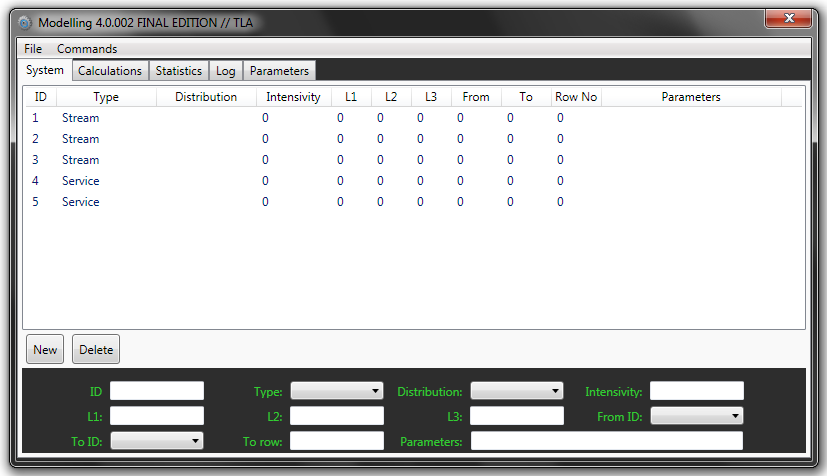 Modelling 4.0.002 FINAL EDITION // TLA
File Commands
System Calculations Statistics Log Parameters
ID Type Distribution Intensivity L1 L2 L3 From To Row No Parameters
1 Stream 0 0 0 0 0 0 0
2 Stream 0 0 0 0 0 0 0
3 Stream 0 0 0 0 0 0 0
4 Service 0 0 0 0 0 0 0
5 Service 0 0 0 0 0 0 0
New Delete
ID Type: Distribution: Intensivity:
L1: L2: L3: From ID:
To ID: To row: Parameters: